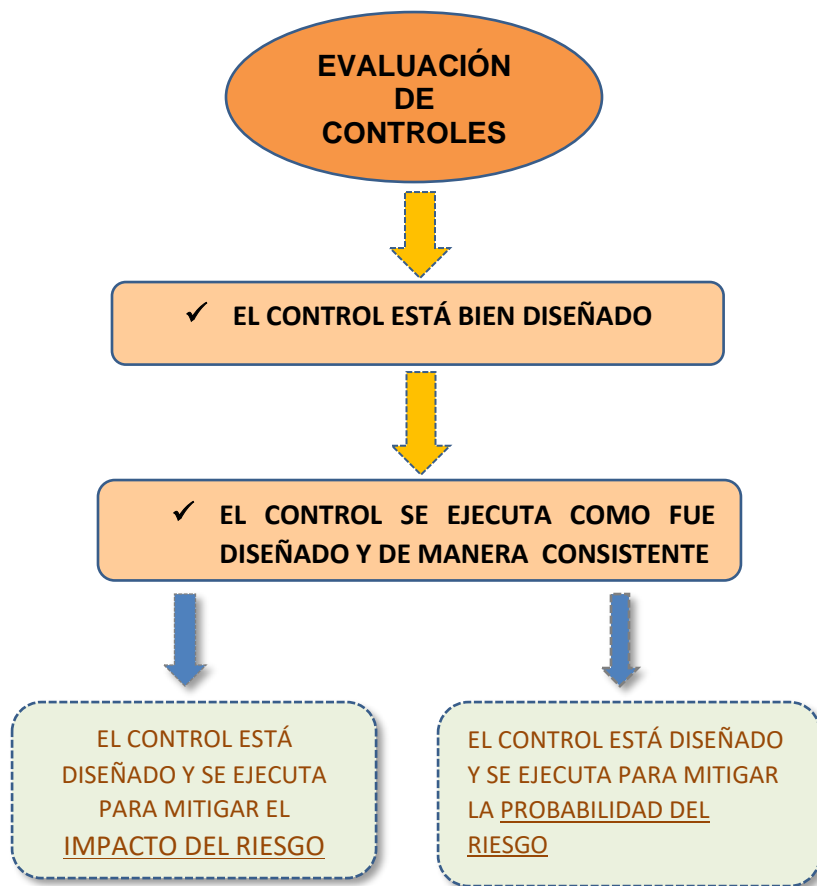 EVALUACIÓN
DE
CONTROLES
✓ EL CONTROL ESTÁ BIEN DISEÑADO
✓ EL CONTROL SE EJECUTA COMO FUE
DISEÑADO Y DE MANERA CONSISTENTE
EL CONTROL ESTÁ
DISEÑADO Y SE EJECUTA
PARA MITIGAR EL
IMPACTO DEL RIESGO
EL CONTROL ESTÁ DISEÑADO
Y SE EJECUTA PARA MITIGAR
LA PROBABILIDAD DEL
RIESGO